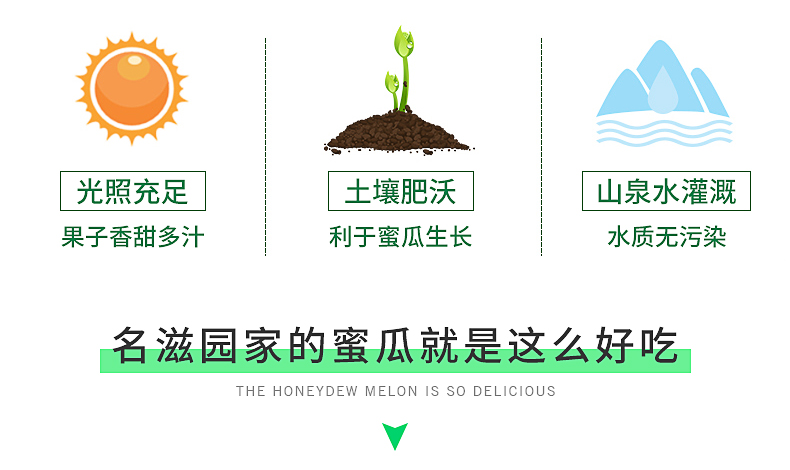 光照充足
果子香甜多汁
土壤肥沃
利于蜜瓜生长
山泉水灌溉
水质无污染
名滋园家的蜜瓜就是这么好吃
THE HONEYDEW MELON IS SO DELICIOUS